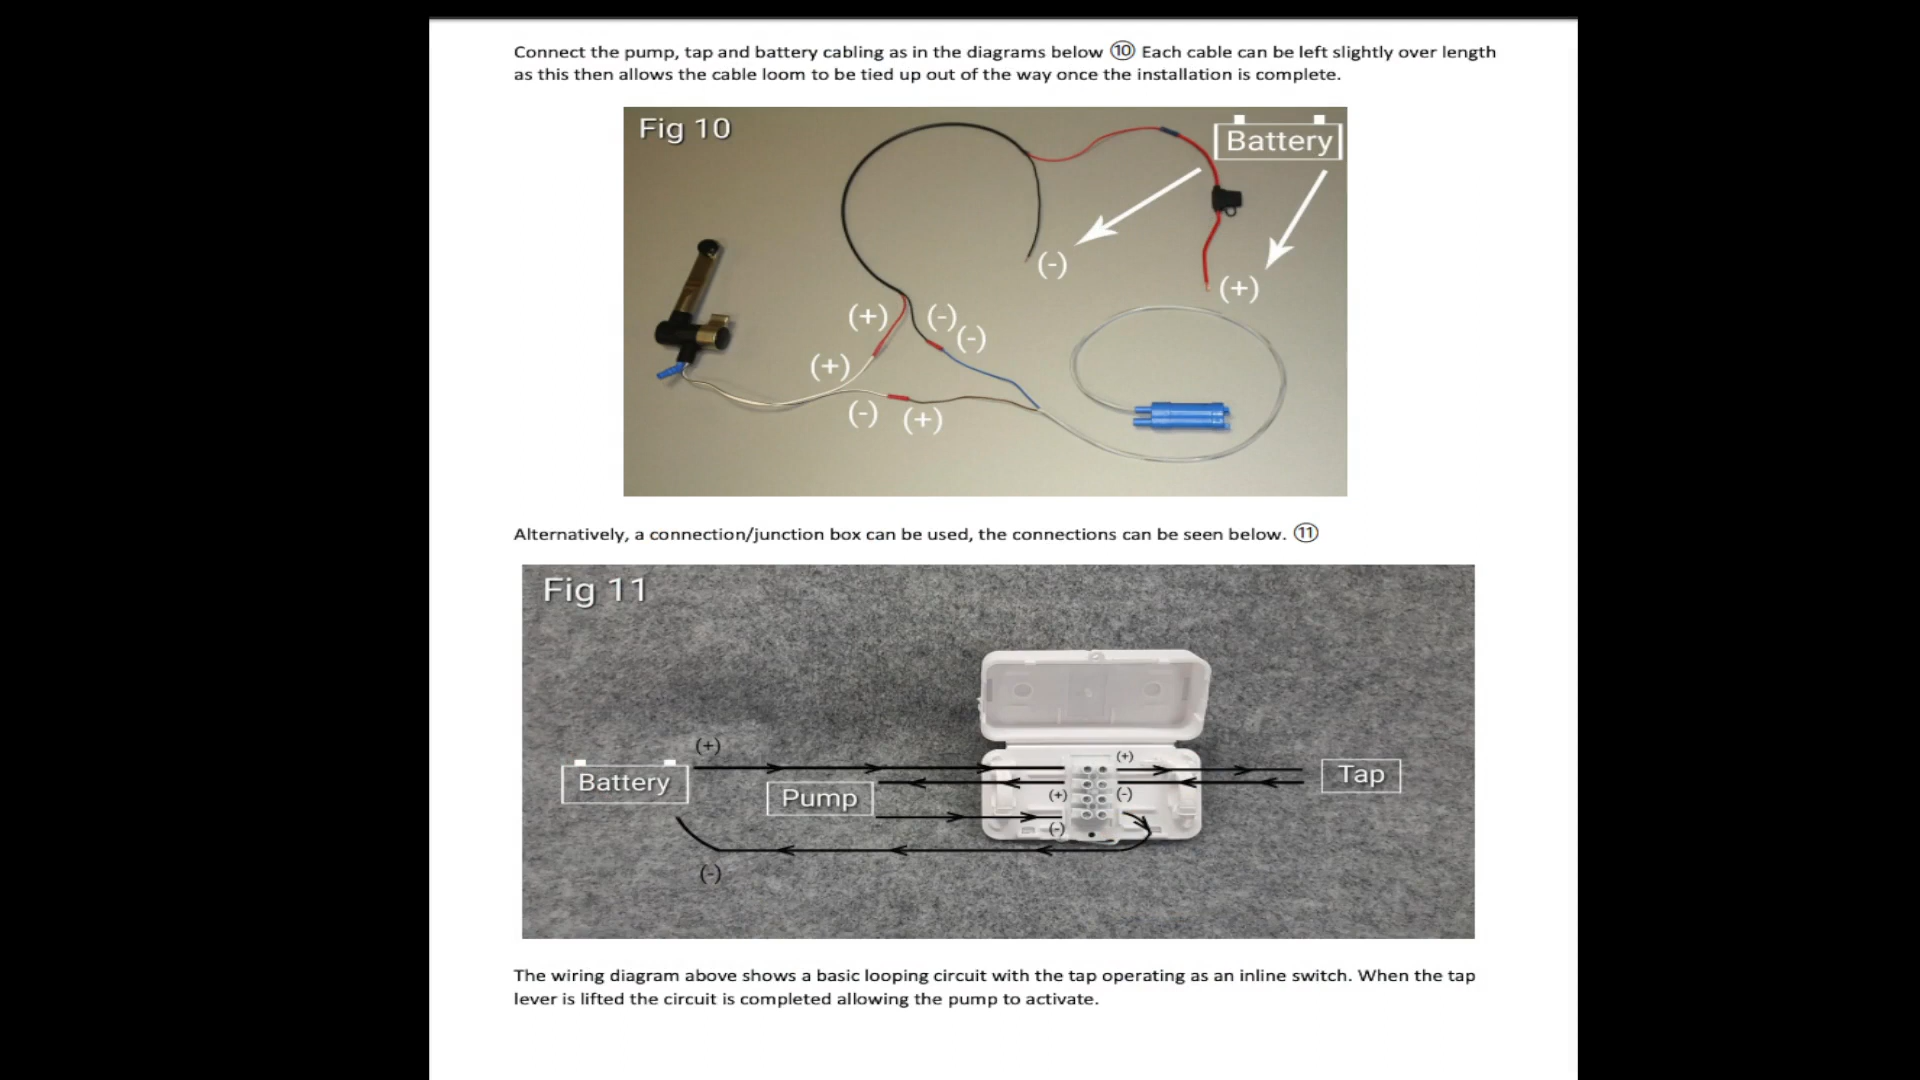 Connect the pump, tap and battery cabling as in the diagrams below ⑩ Each cable can be left slightly over length
as this then allows the cable loom to be tied up out of the way once the installation is complete.
Fig 10
Battery
(-)
(+)
(+)
(-)
(-)
(+)
(-)
(+)
Alternatively, a connection/junction box can be used, the connections can be seen below. ⑪
Fig 11
(+)
(+)
Battery
Pump
Tap
(+)
(-)
(-)
(-)
The wiring diagram above shows a basic looping circuit with the tap operating as an inline switch. When the tap
lever is lifted the circuit is completed allowing the pump to activate.